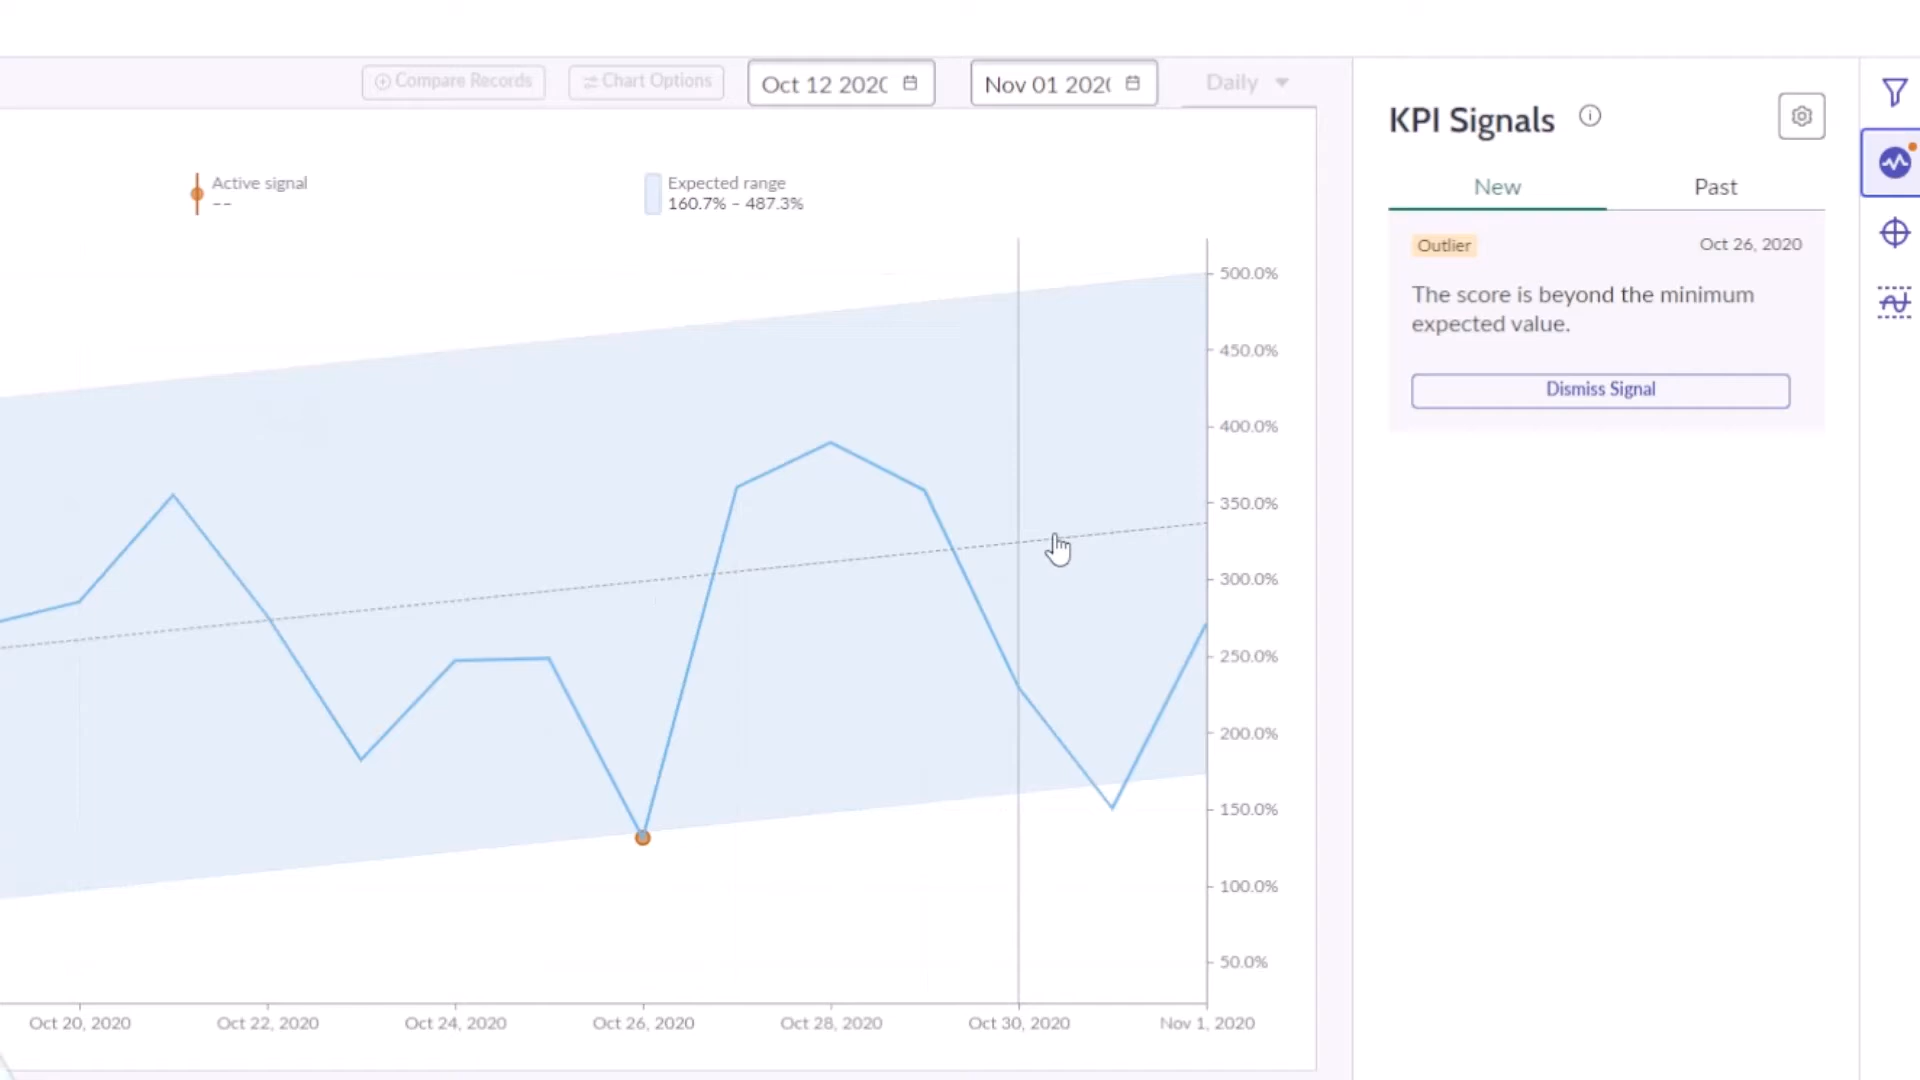 Compare Records
Chart Options
Oct 12 202
Nov 01 202
Daily
Active signal
--
Expected range
160.7% - 487.3%
500.0%
450.0%
400.0%
350.0%
300.0%
250.0%
200.0%
150.0%
100.0%
50.0%
Oct 20, 2020
Oct 22, 2020
Oct 24, 2020
Oct 26, 2020
Oct 28, 2020
Oct 30, 2020
Nov 1, 2020
KPI Signals
New
Past
Outlier
Oct 26, 2020
The score is beyond the minimum
expected value.
Dismiss Signal